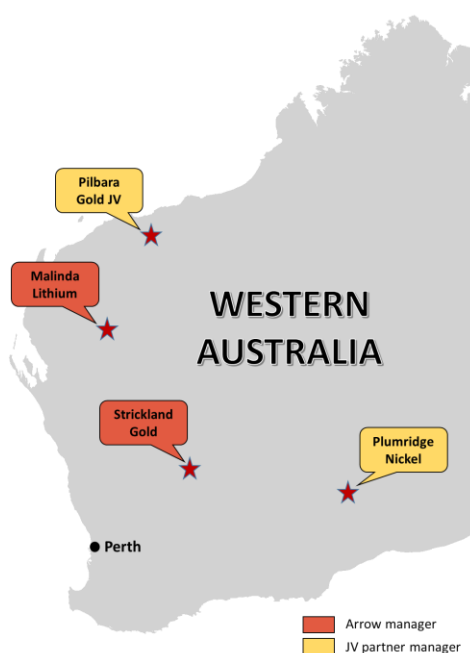 Pilbara
Gold JV
Malinda
Lithium
WESTERN
AUSTRALIA
Strickland
Gold
Plumridge
Nickel
Perth
Arrow manager
JV partner manager